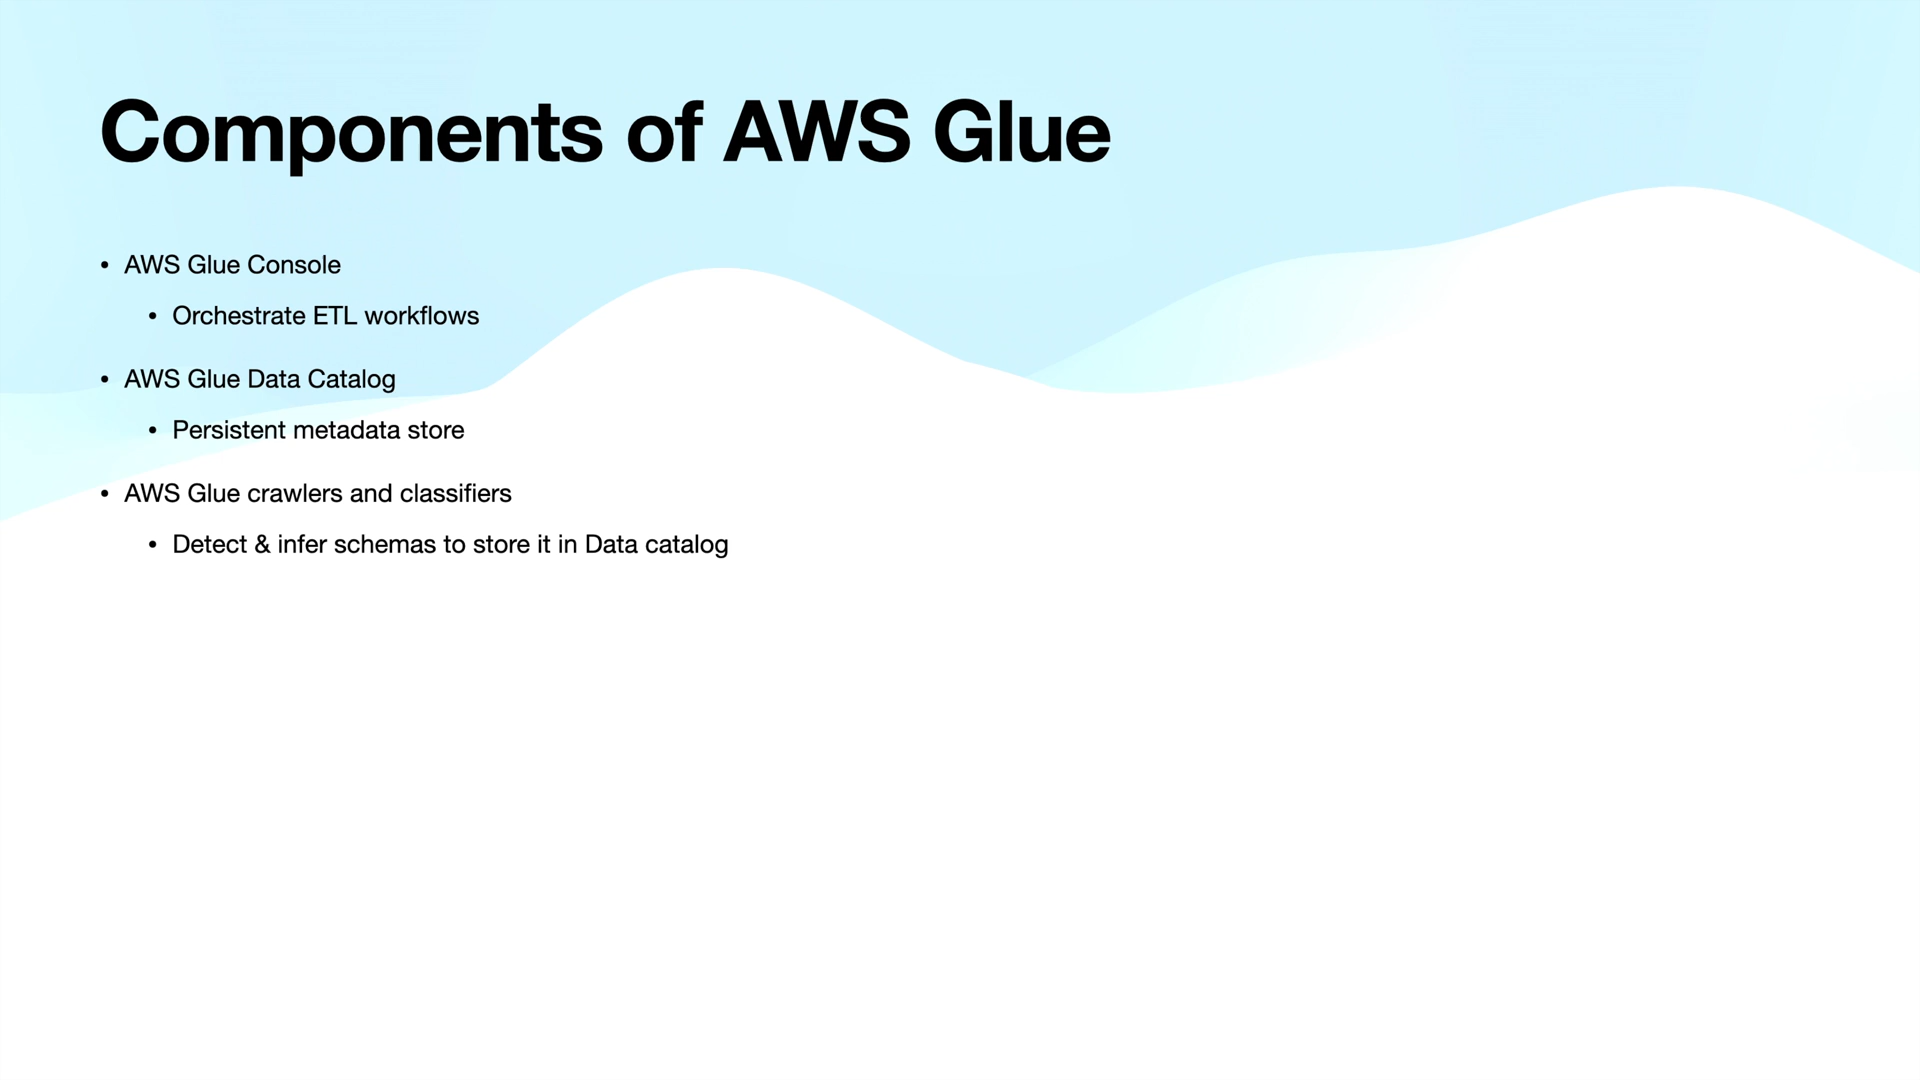 Components of AWS Glue
• AWS Glue Console
• Orchestrate ETL workflows
• AWS Glue Data Catalog
• Persistent metadata store
• AWS Glue crawlers and classifiers
• Detect & infer schemas to store it in Data catalog